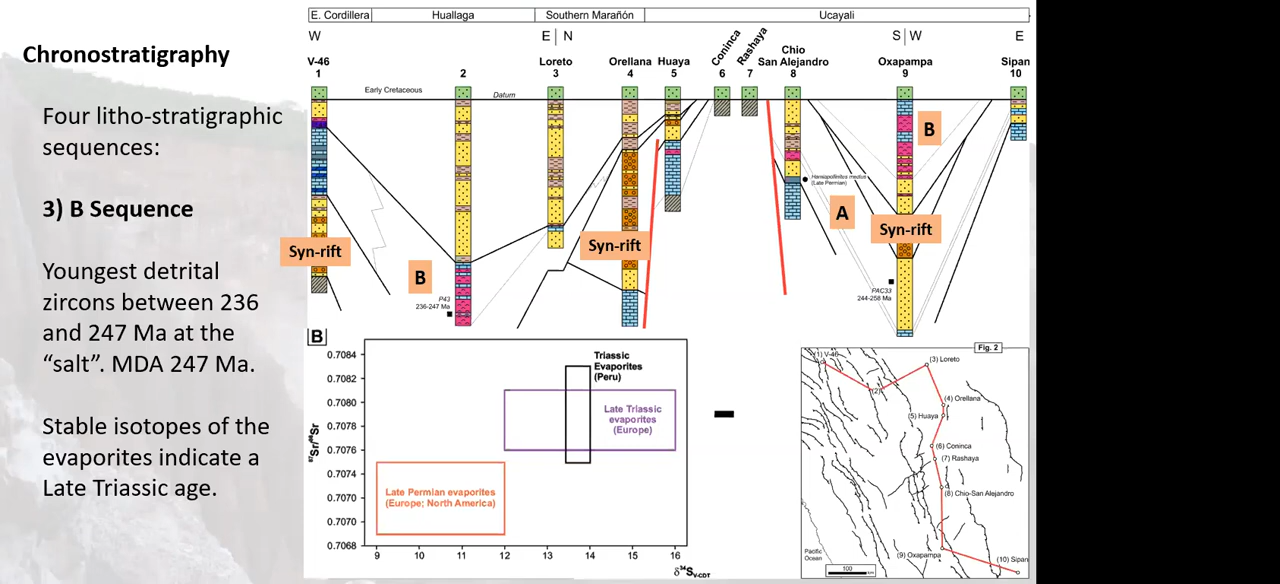 Chronostratigraphy
Four litho-stratigraphic
sequences:
3) B Sequence
Youngest detrital
zircons between 236
and 247 Ma at the
“salt”. MDA 247 Ma.
Stable isotopes of the
evaporites indicate a
Late Triassic age.
E. Cordillera Huallaga Southern Marañón Ucayali
W E N S W E
V-46 Loreto Orellana Huaya Coninca Rashaya Chio San Alejandro Oxapampa Sipan
1 2 3 4 5 6 7 8 9 10
Early Cretaceous Datum
B
(Late Permian)
A
Syn-rift Syn-rift Syn-rift
B
P43
236-247 Ma
PAC33
244-258 Ma
B
0.7084
0.7082
0.7080
0.7078
0.7076
0.7074
0.7072
0.7070
0.7068
⁸⁷Sr/⁸⁶Sr
Triassic
Evaporites
(Peru)
Late Triassic
evaporites
(Europe)
Late Permian evaporites
(Europe; North America)
9 10 11 12 13 14 15 16
δ³⁴S V-CDT
Fig. 2
(1) V-46
(3) Loreto
(2)
(4) Orellana
(5) Huaya
(6) Coninca
(7) Rashaya
(8) Chio-San Alejandro
(9) Oxapampa
(10) Sipan
Pacific
Ocean
100